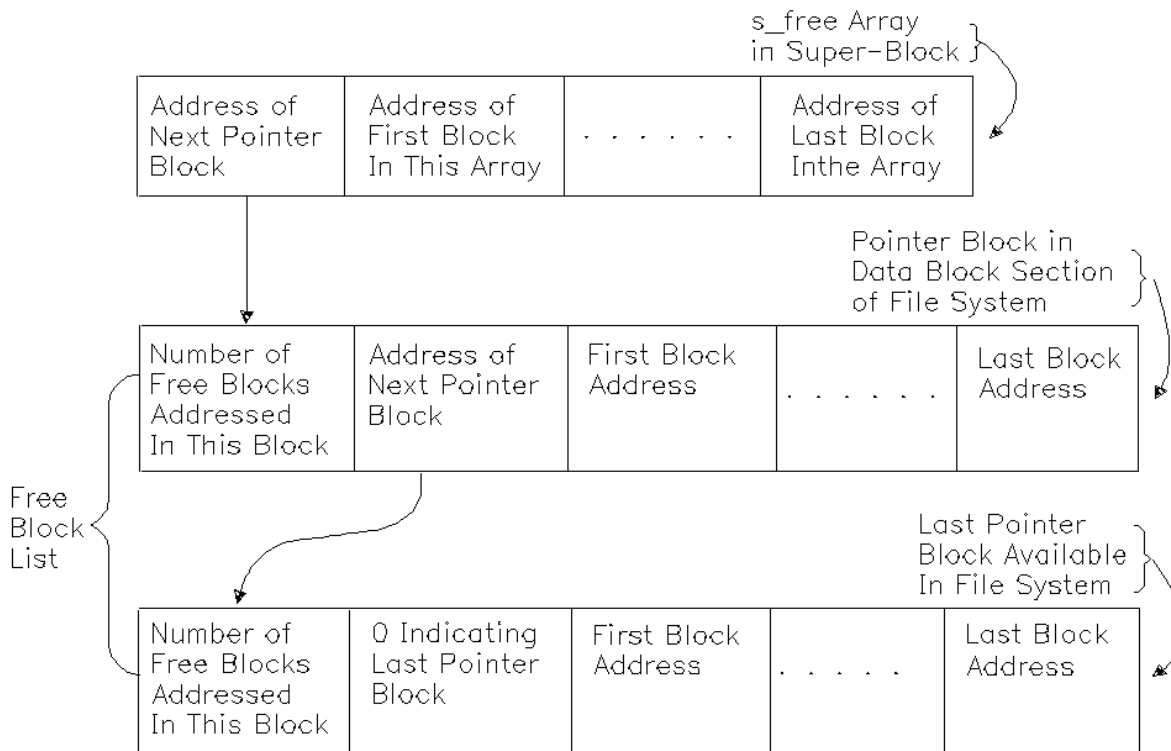 s_free Array
in Super-Block
Address of
Next Pointer
Block
Address of
First Block
In This Array
. . . . . .
Address of
Last Block
Inthe Array
Pointer Block in
Data Block Section
of File System
Number of
Free Blocks
Addressed
In This Block
Address of
Next Pointer
Block
First Block
Address
. . . . . .
Last Block
Address
Free
Block
List
Last Pointer
Block Available
In File System
Number of
Free Blocks
Addressed
In This Block
0 Indicating
Last Pointer
Block
First Block
Address
. . . . .
Last Block
Address